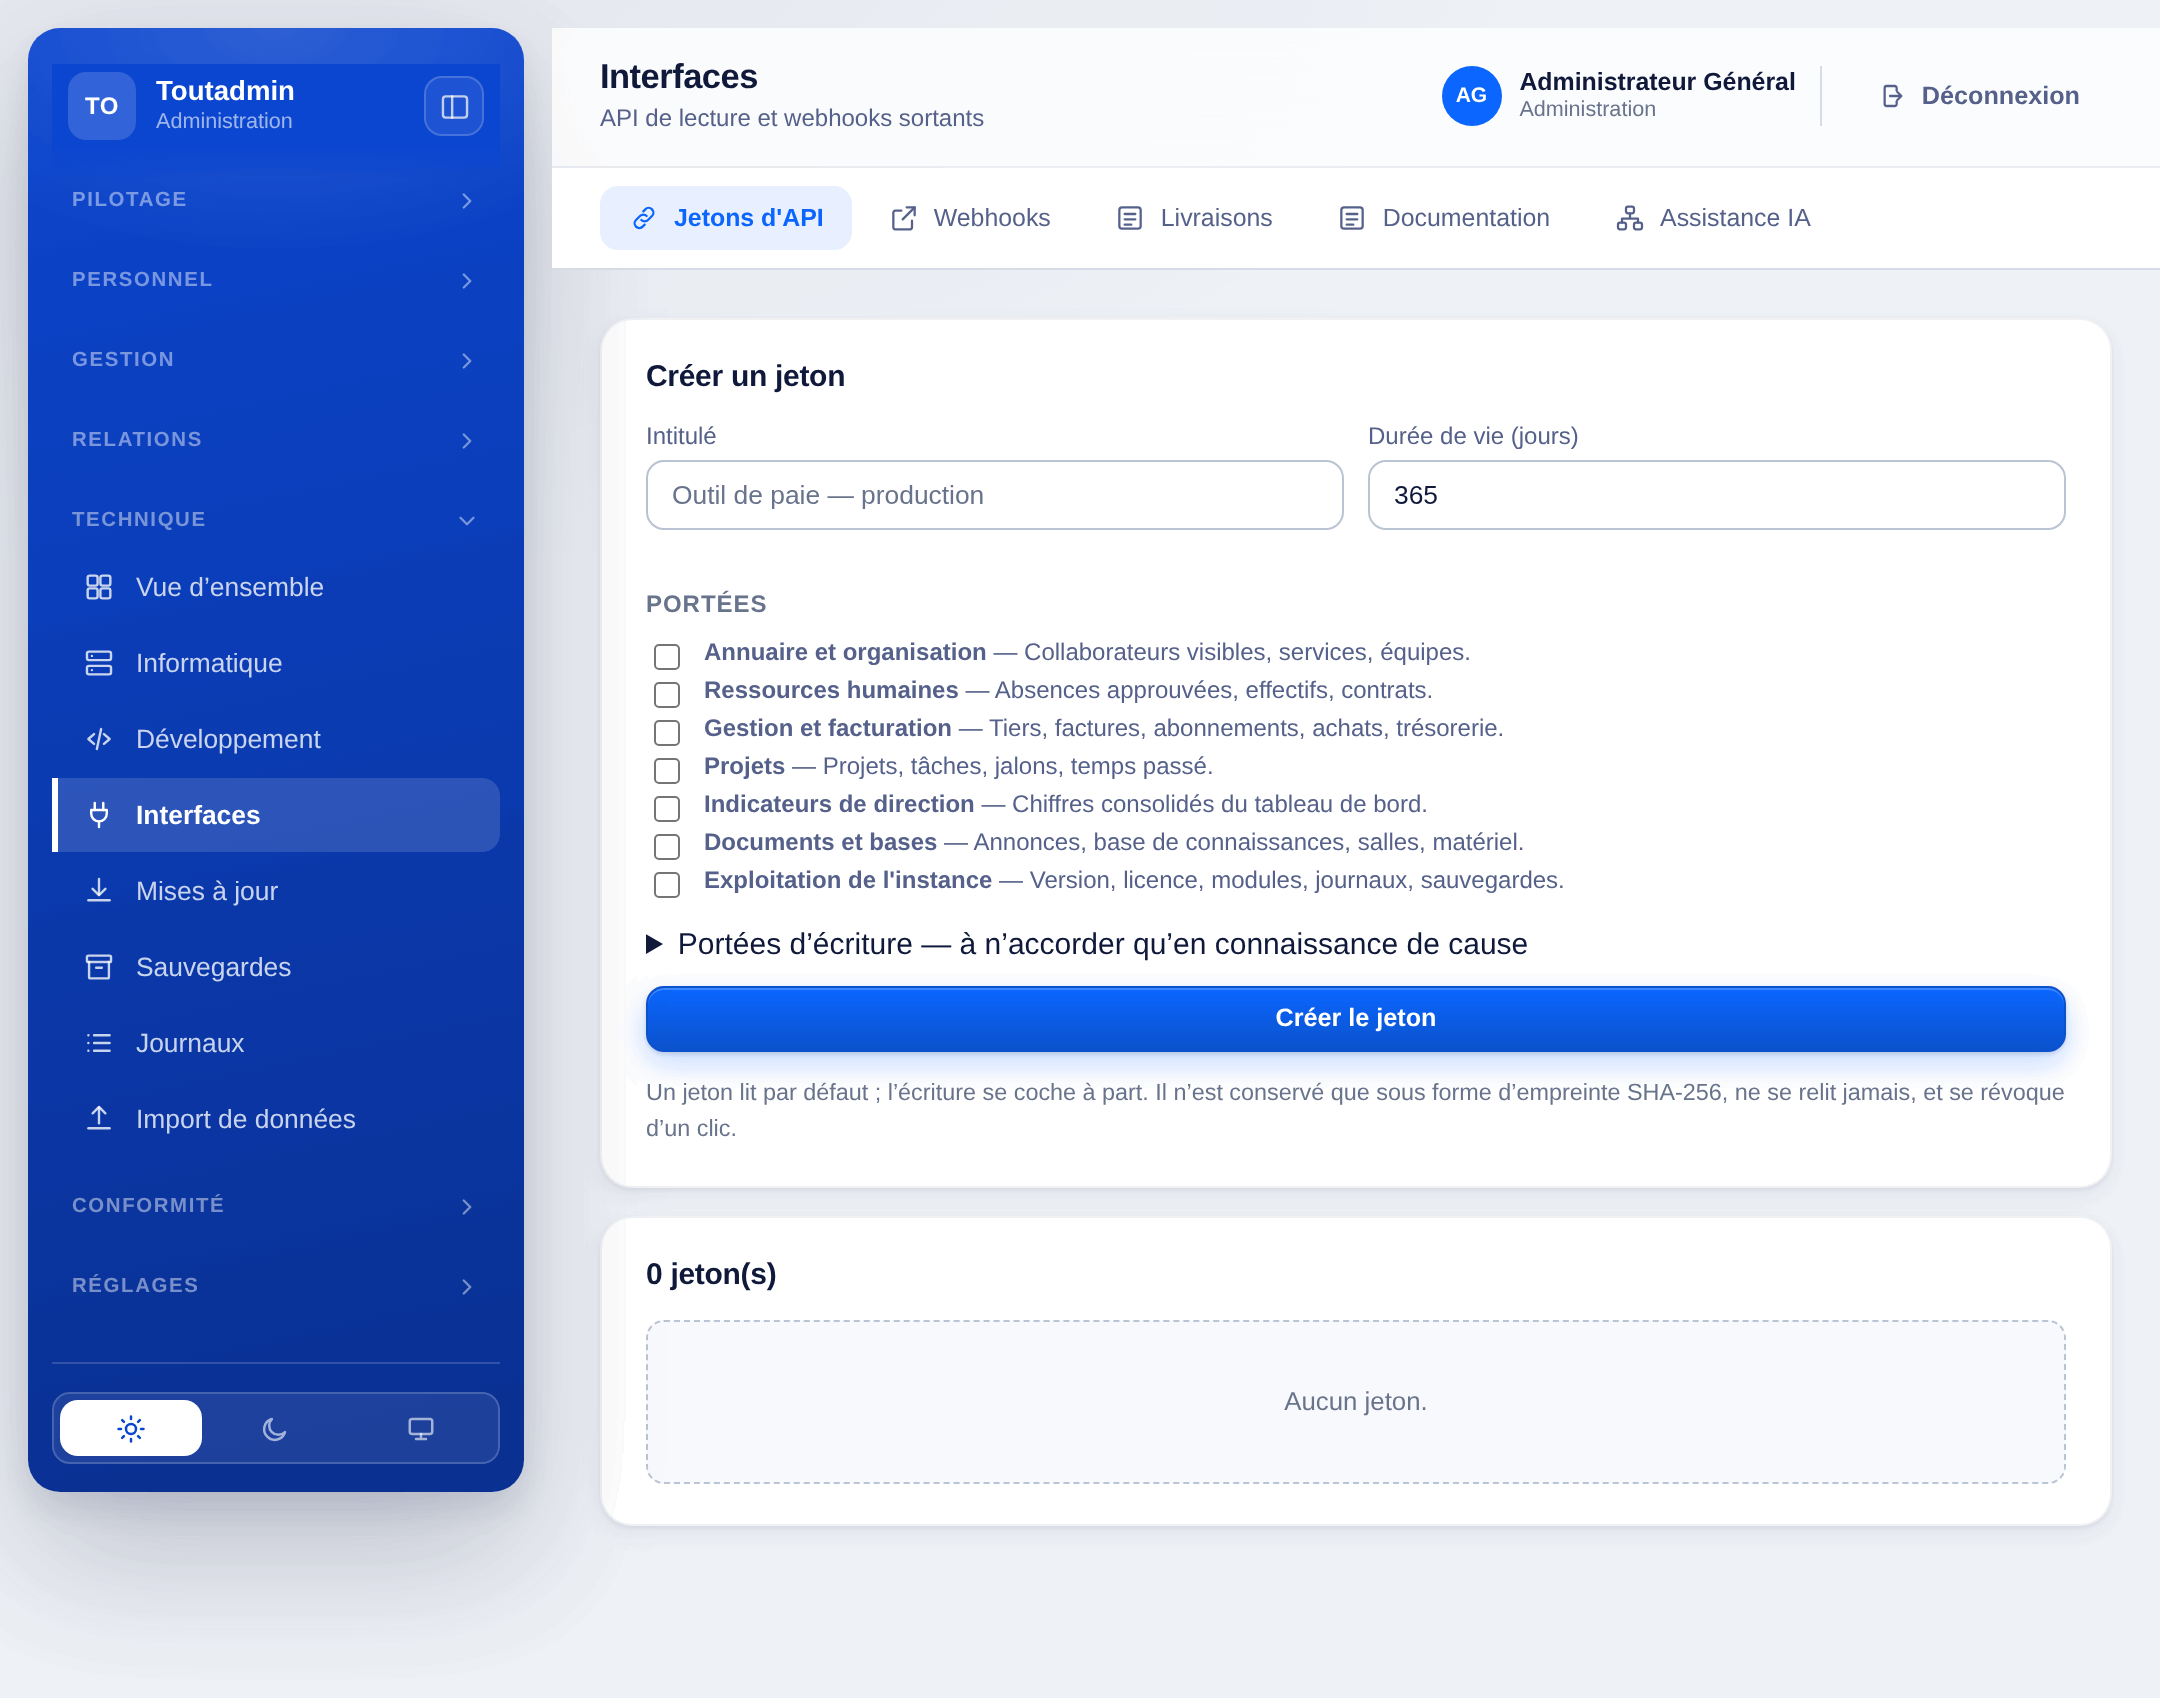 TO
Toutadmin
Administration
PILOTAGE
PERSONNEL
GESTION
RELATIONS
TECHNIQUE
Vue d’ensemble
Informatique
Développement
Interfaces
Mises à jour
Sauvegardes
Journaux
Import de données
CONFORMITÉ
RÉGLAGES
Interfaces
API de lecture et webhooks sortants
AG
Administrateur Général
Administration
Déconnexion
Jetons d'API
Webhooks
Livraisons
Documentation
Assistance IA
Créer un jeton
Intitulé
Durée de vie (jours)
Outil de paie — production
365
PORTÉES
Annuaire et organisation — Collaborateurs visibles, services, équipes.
Ressources humaines — Absences approuvées, effectifs, contrats.
Gestion et facturation — Tiers, factures, abonnements, achats, trésorerie.
Projets — Projets, tâches, jalons, temps passé.
Indicateurs de direction — Chiffres consolidés du tableau de bord.
Documents et bases — Annonces, base de connaissances, salles, matériel.
Exploitation de l'instance — Version, licence, modules, journaux, sauvegardes.
Portées d’écriture — à n’accorder qu’en connaissance de cause
Créer le jeton
Un jeton lit par défaut ; l’écriture se coche à part. Il n’est conservé que sous forme d’empreinte SHA-256, ne se relit jamais, et se révoque
d’un clic.
0 jeton(s)
Aucun jeton.